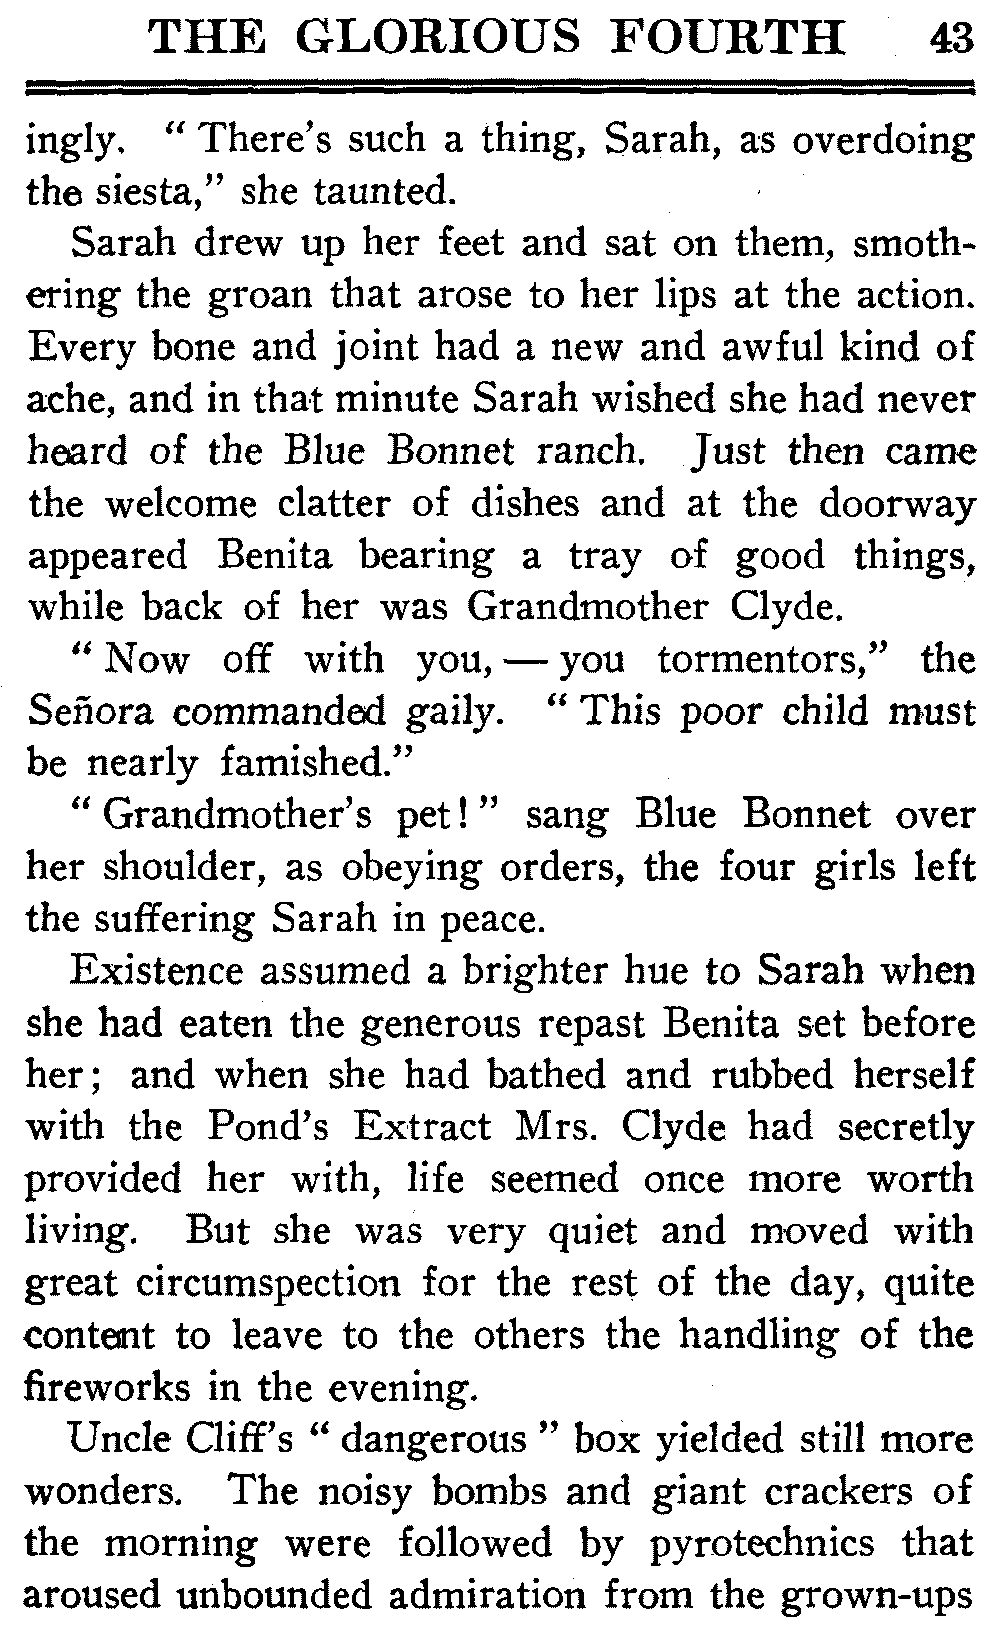 THE GLORIOUS FOURTH 43
ingly. “ There’s such a thing, Sarah, as overdoing
the siesta,” she taunted.
Sarah drew up her feet and sat on them, smoth-
ering the groan that arose to her lips at the action.
Every bone and joint had a new and awful kind of
ache, and in that minute Sarah wished she had never
heard of the Blue Bonnet ranch. Just then came
the welcome clatter of dishes and at the doorway
appeared Benita bearing a tray of good things,
while back of her was Grandmother Clyde.
“ Now off with you, — you tormentors,” the
Señora commanded gaily. “ This poor child must
be nearly famished.”
“ Grandmother’s pet! ” sang Blue Bonnet over
her shoulder, as obeying orders, the four girls left
the suffering Sarah in peace.
Existence assumed a brighter hue to Sarah when
she had eaten the generous repast Benita set before
her; and when she had bathed and rubbed herself
with the Pond’s Extract Mrs. Clyde had secretly
provided her with, life seemed once more worth
living. But she was very quiet and moved with
great circumspection for the rest of the day, quite
content to leave to the others the handling of the
fireworks in the evening.
Uncle Cliff’s “ dangerous ” box yielded still more
wonders. The noisy bombs and giant crackers of
the morning were followed by pyrotechnics that
aroused unbounded admiration from the grown-ups